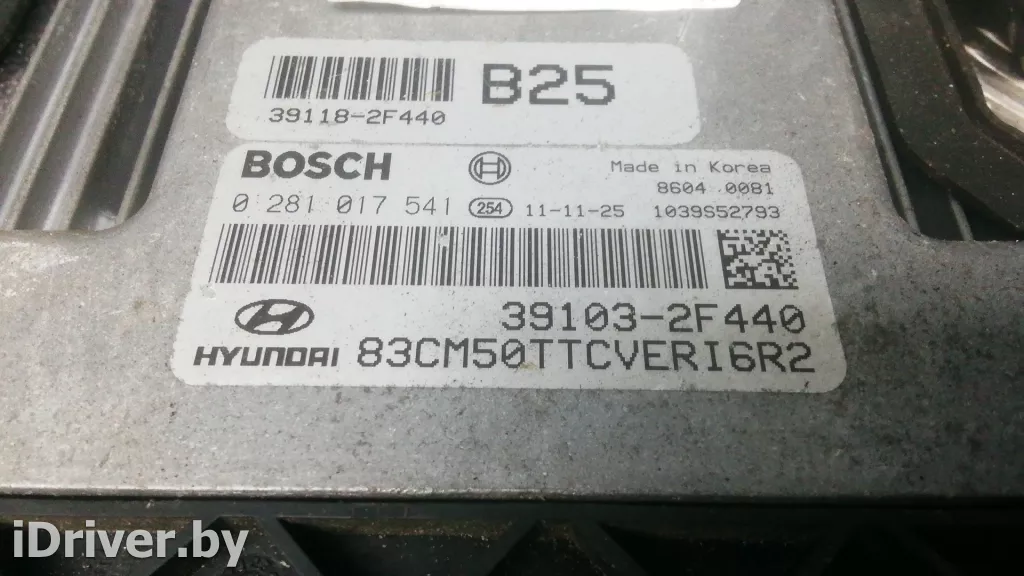 B25
39118-2F440
BOSCH
Made in Korea
8604 0081
0 281 017 541 254 11-11-25 1039S52793
39103-2F440
HYUNDAI 83CM50TTCVERI6R2
iDriver.by